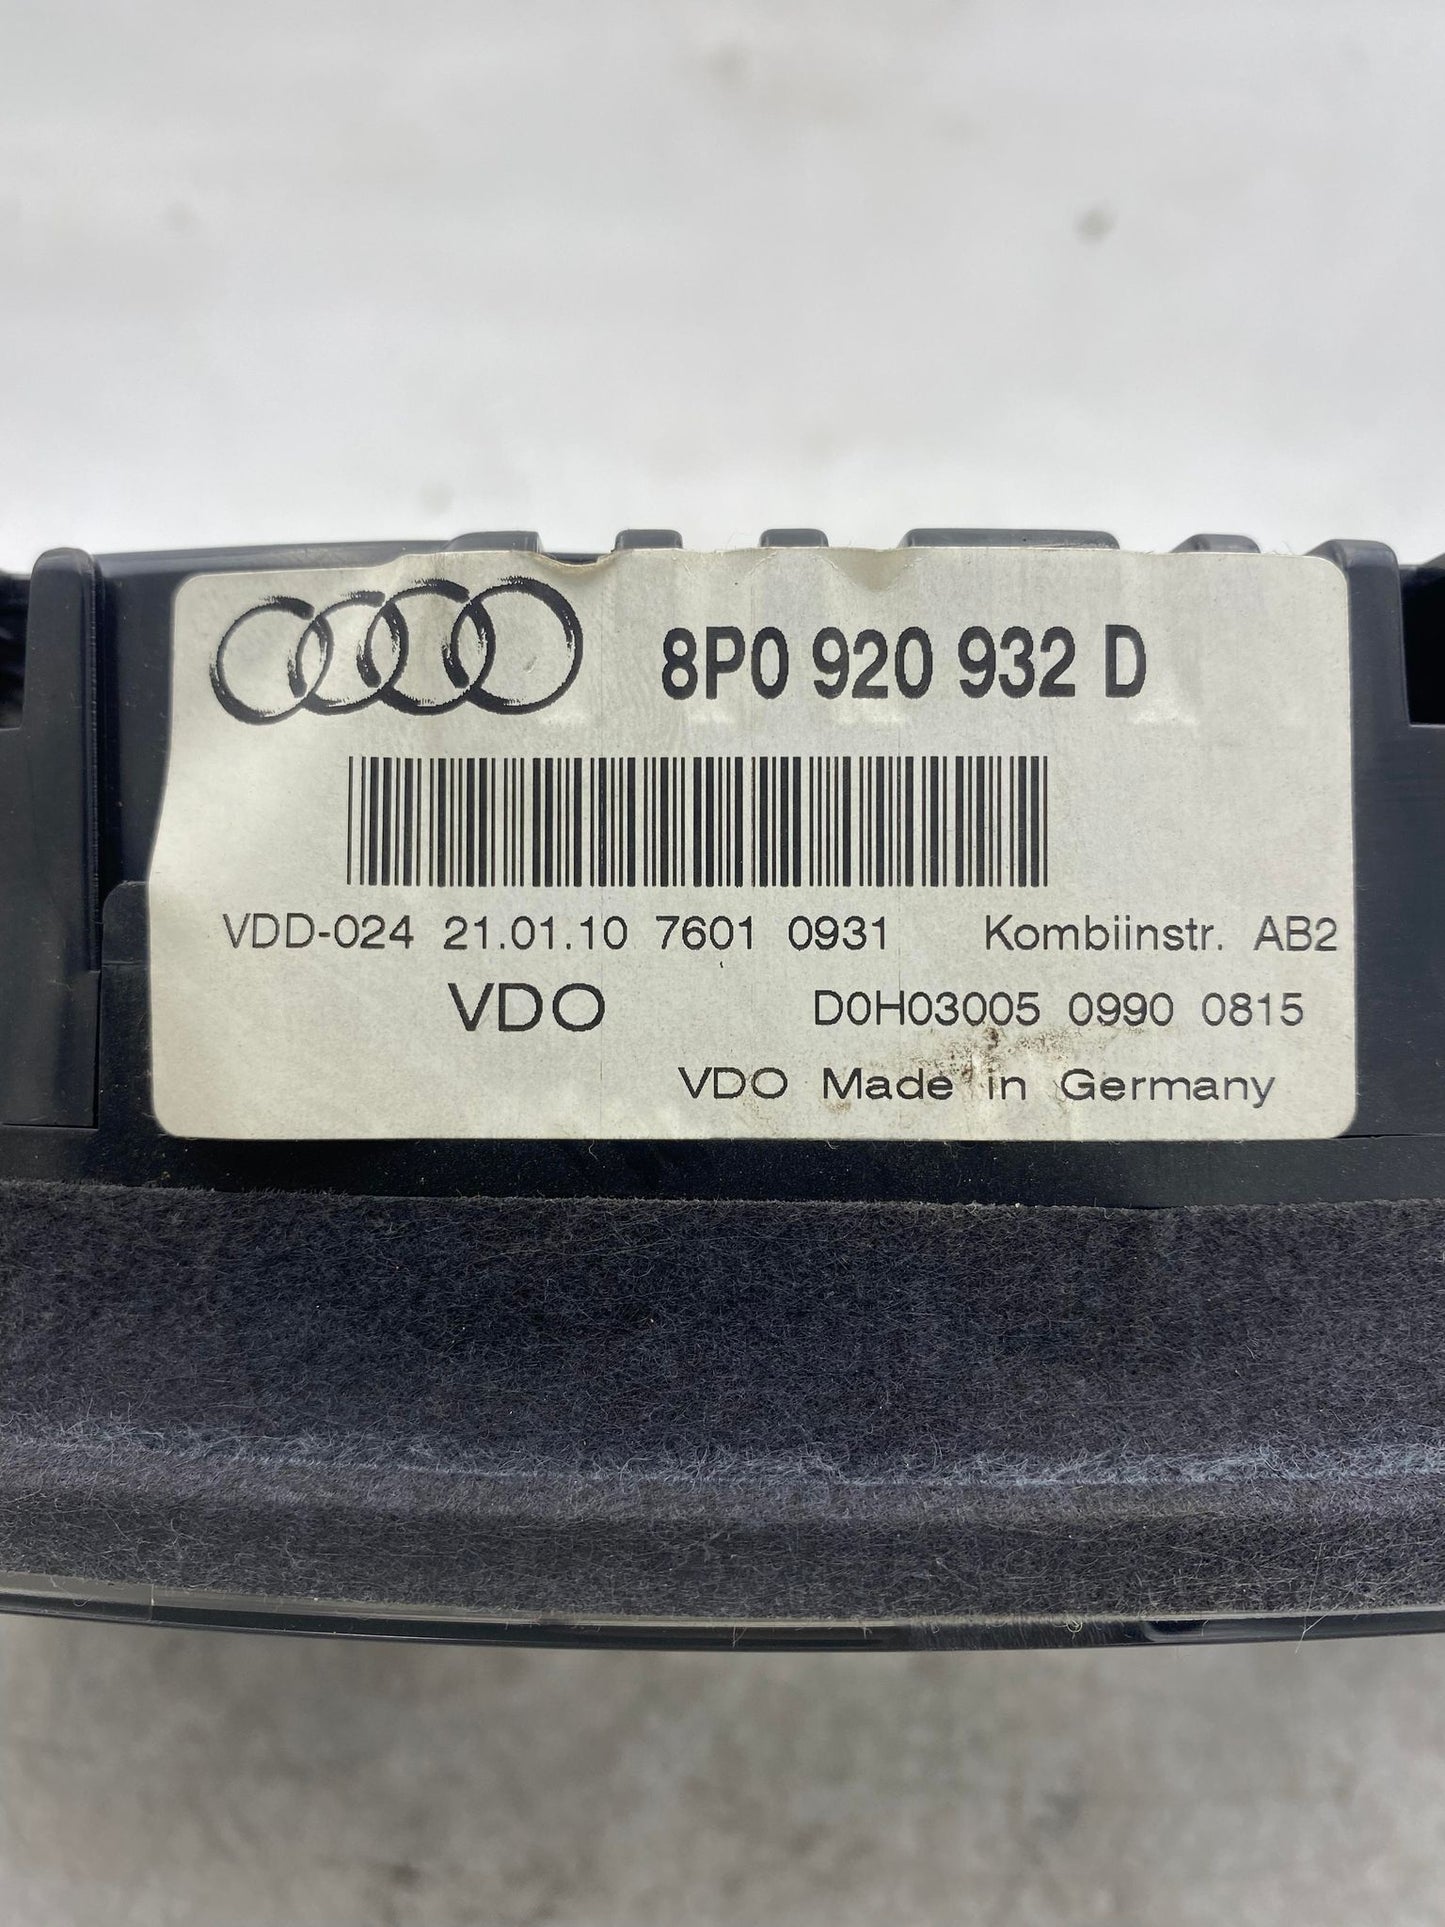 8P0 920 932 D
VDD-024 21.01.10 7601 0931 Kombiinstr. AB2
VDO D0H03005 0990 0815
VDO Made in Germany